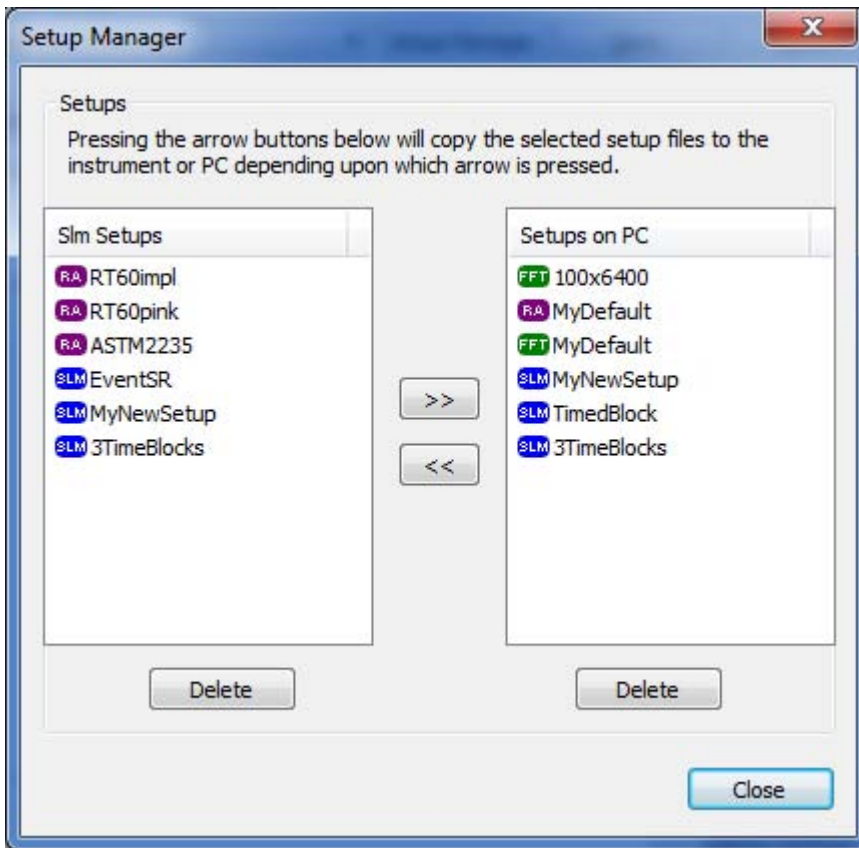 Setup Manager
X
Setups
Pressing the arrow buttons below will copy the selected setup files to the
instrument or PC depending upon which arrow is pressed.
Slm Setups
RA RT60impl
RA RT60pink
RA ASTM2235
SLM EventSR
SLM MyNewSetup
SLM 3TimeBlocks
>>
<<
Setups on PC
FFT 100x6400
RA MyDefault
FFT MyDefault
SLM MyNewSetup
SLM TimedBlock
SLM 3TimeBlocks
Delete
Delete
Close